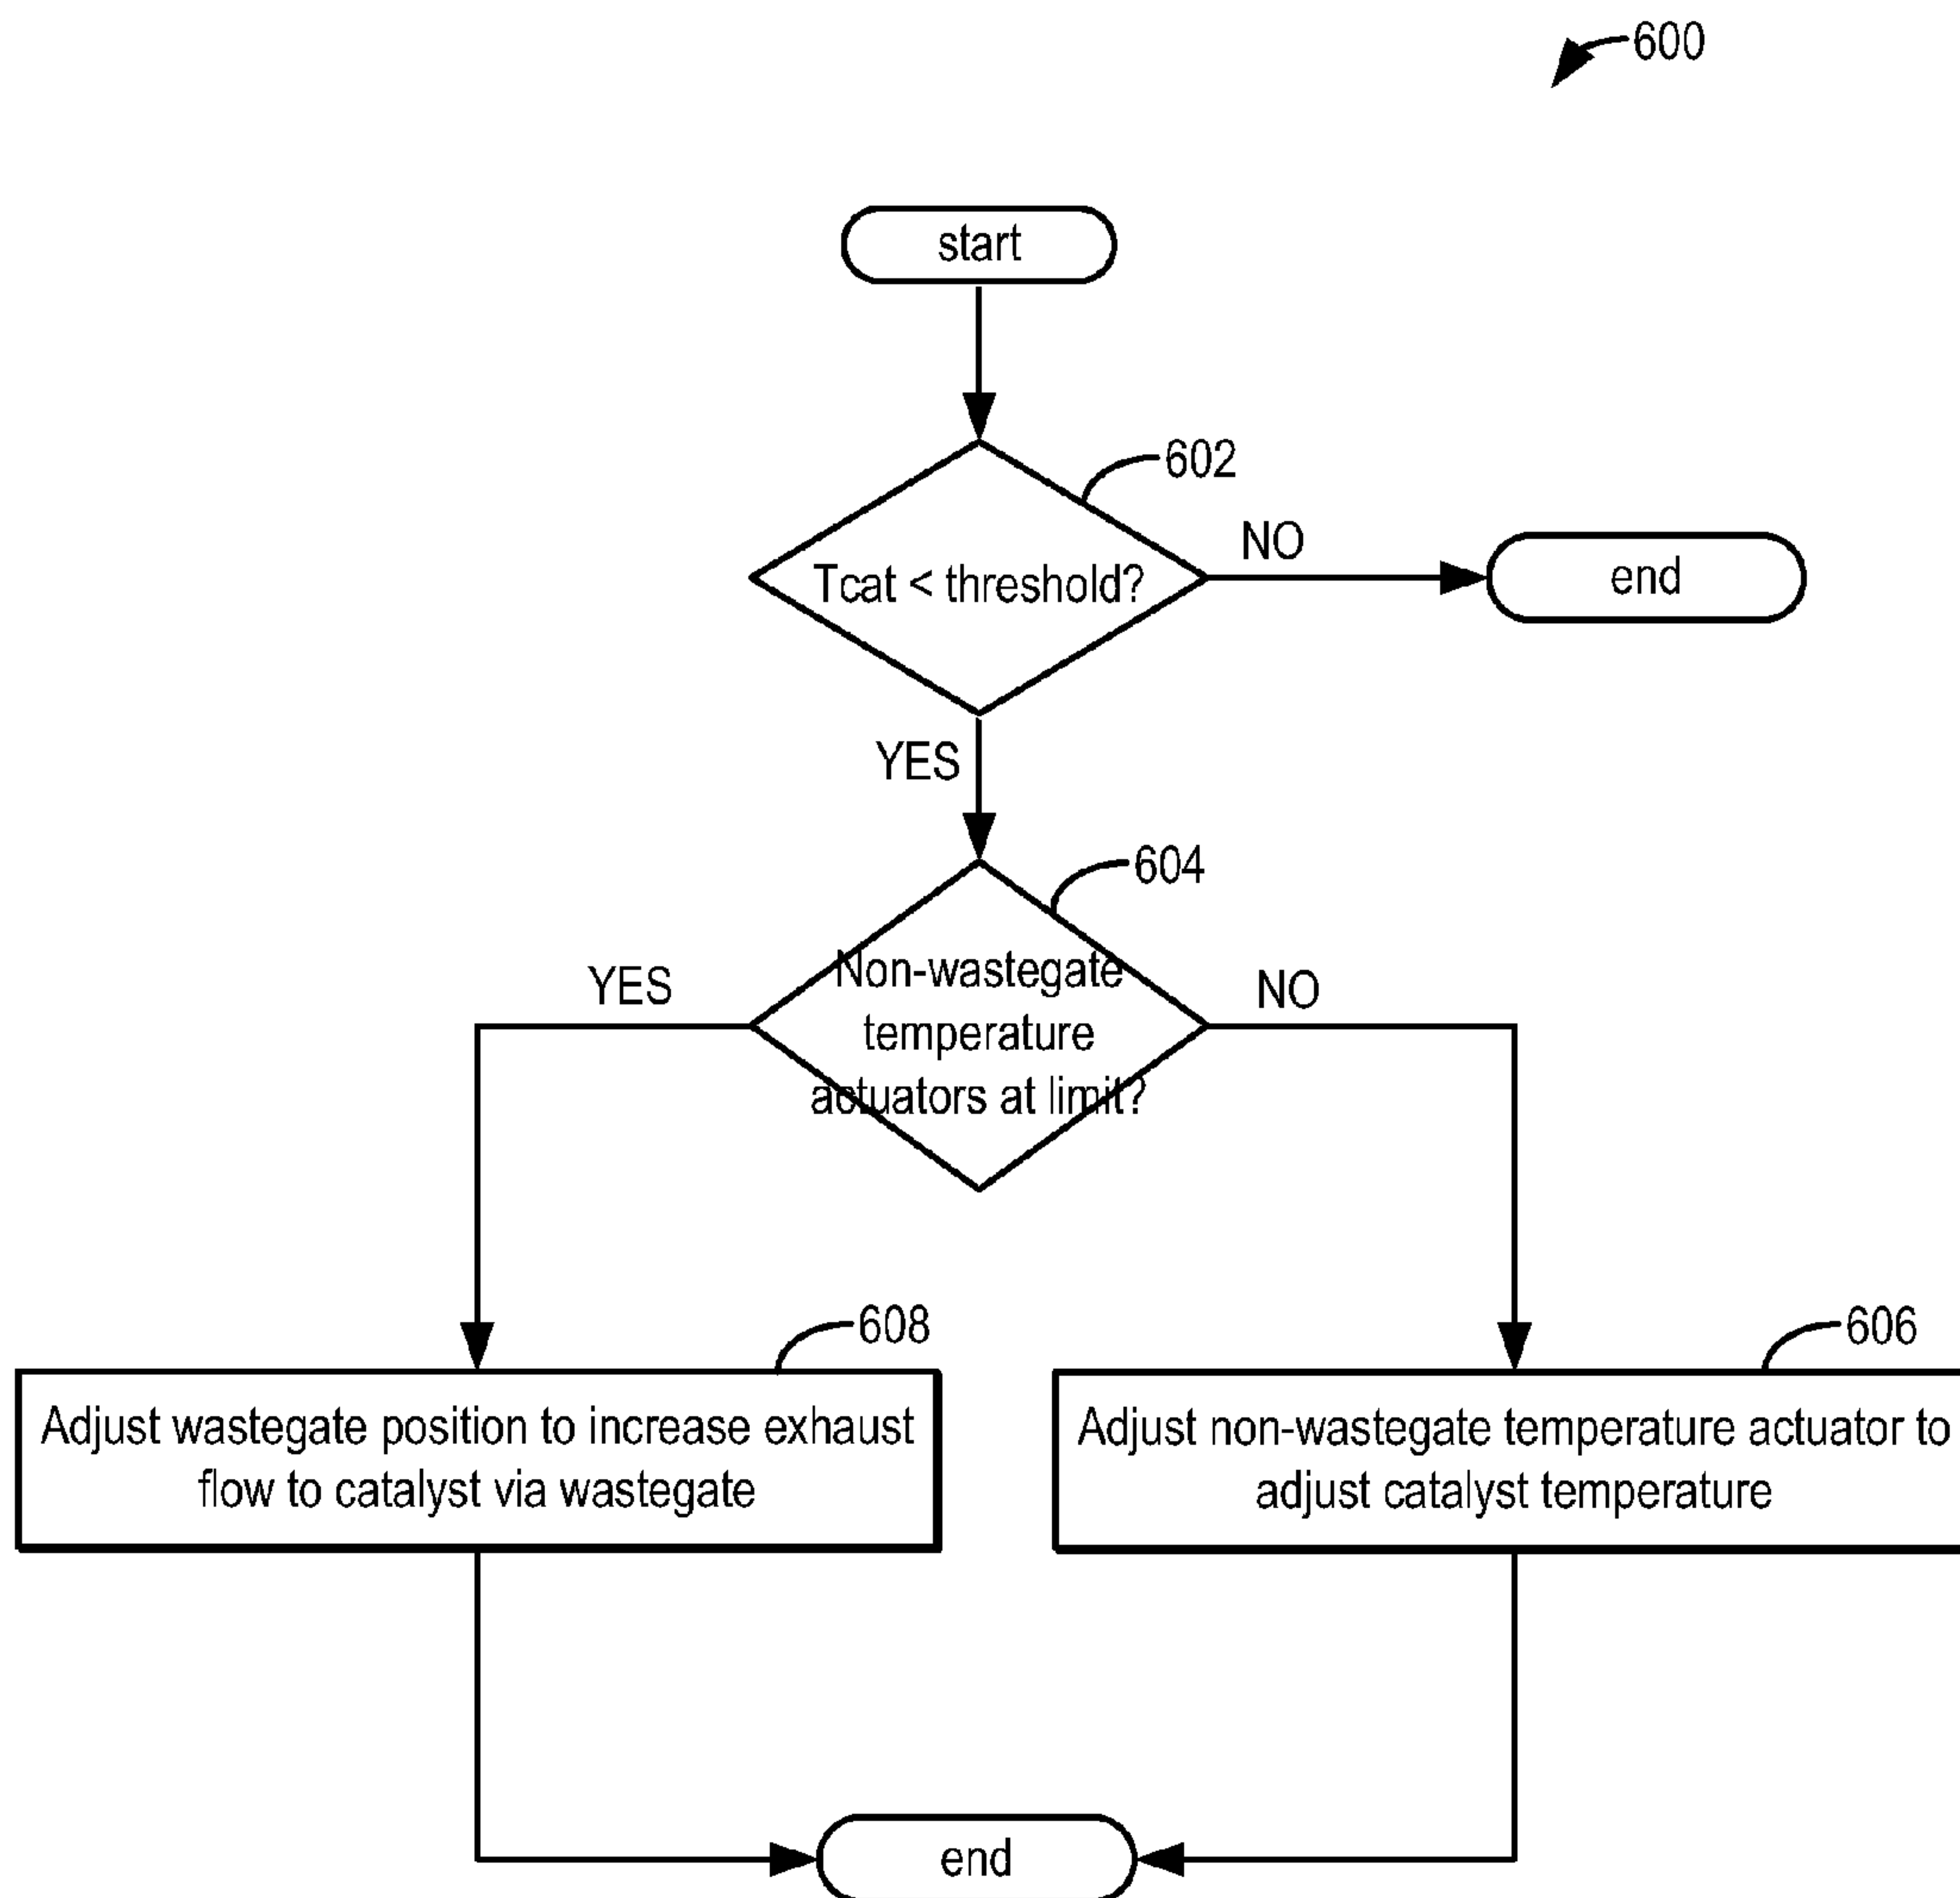 600
start
602
Tcat < threshold?
NO
end
YES
604
Non-wastegate
temperature
actuators at limit?
YES
NO
608
Adjust wastegate position to increase exhaust
flow to catalyst via wastegate
606
Adjust non-wastegate temperature actuator to
adjust catalyst temperature
end